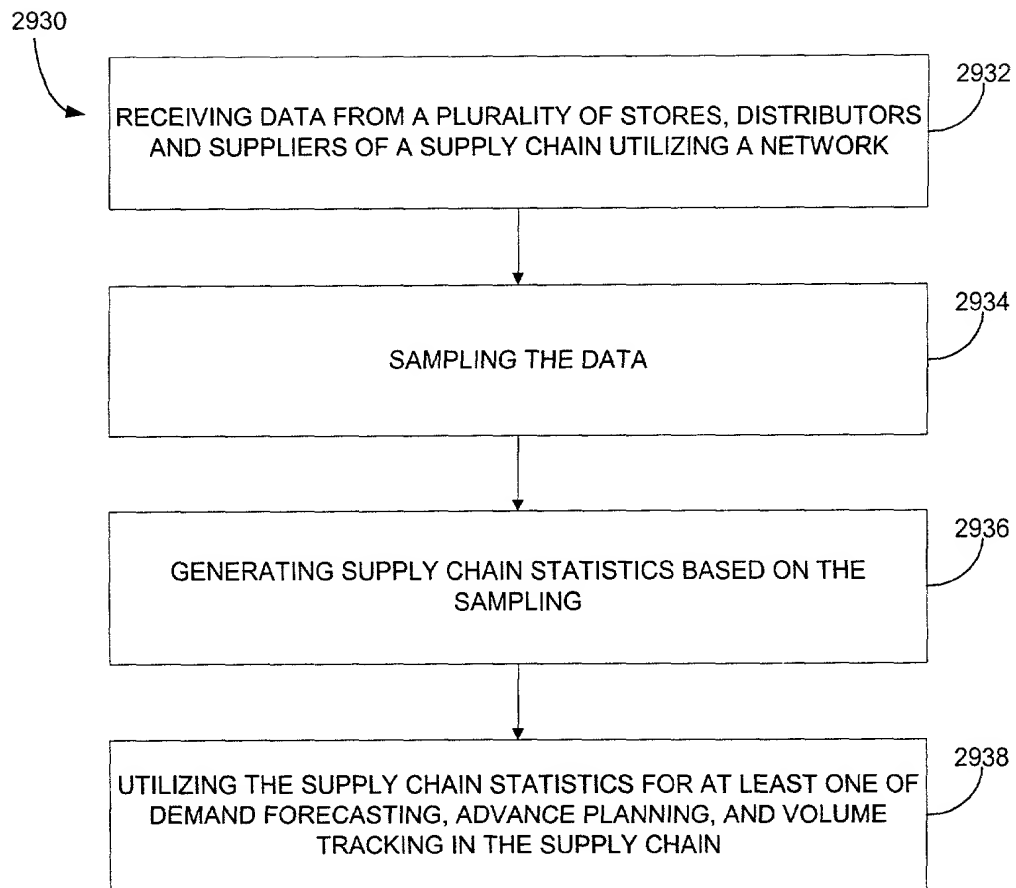 2930
2932
RECEIVING DATA FROM A PLURALITY OF STORES, DISTRIBUTORS
AND SUPPLIERS OF A SUPPLY CHAIN UTILIZING A NETWORK
2934
SAMPLING THE DATA
2936
GENERATING SUPPLY CHAIN STATISTICS BASED ON THE
SAMPLING
2938
UTILIZING THE SUPPLY CHAIN STATISTICS FOR AT LEAST ONE OF
DEMAND FORECASTING, ADVANCE PLANNING, AND VOLUME
TRACKING IN THE SUPPLY CHAIN